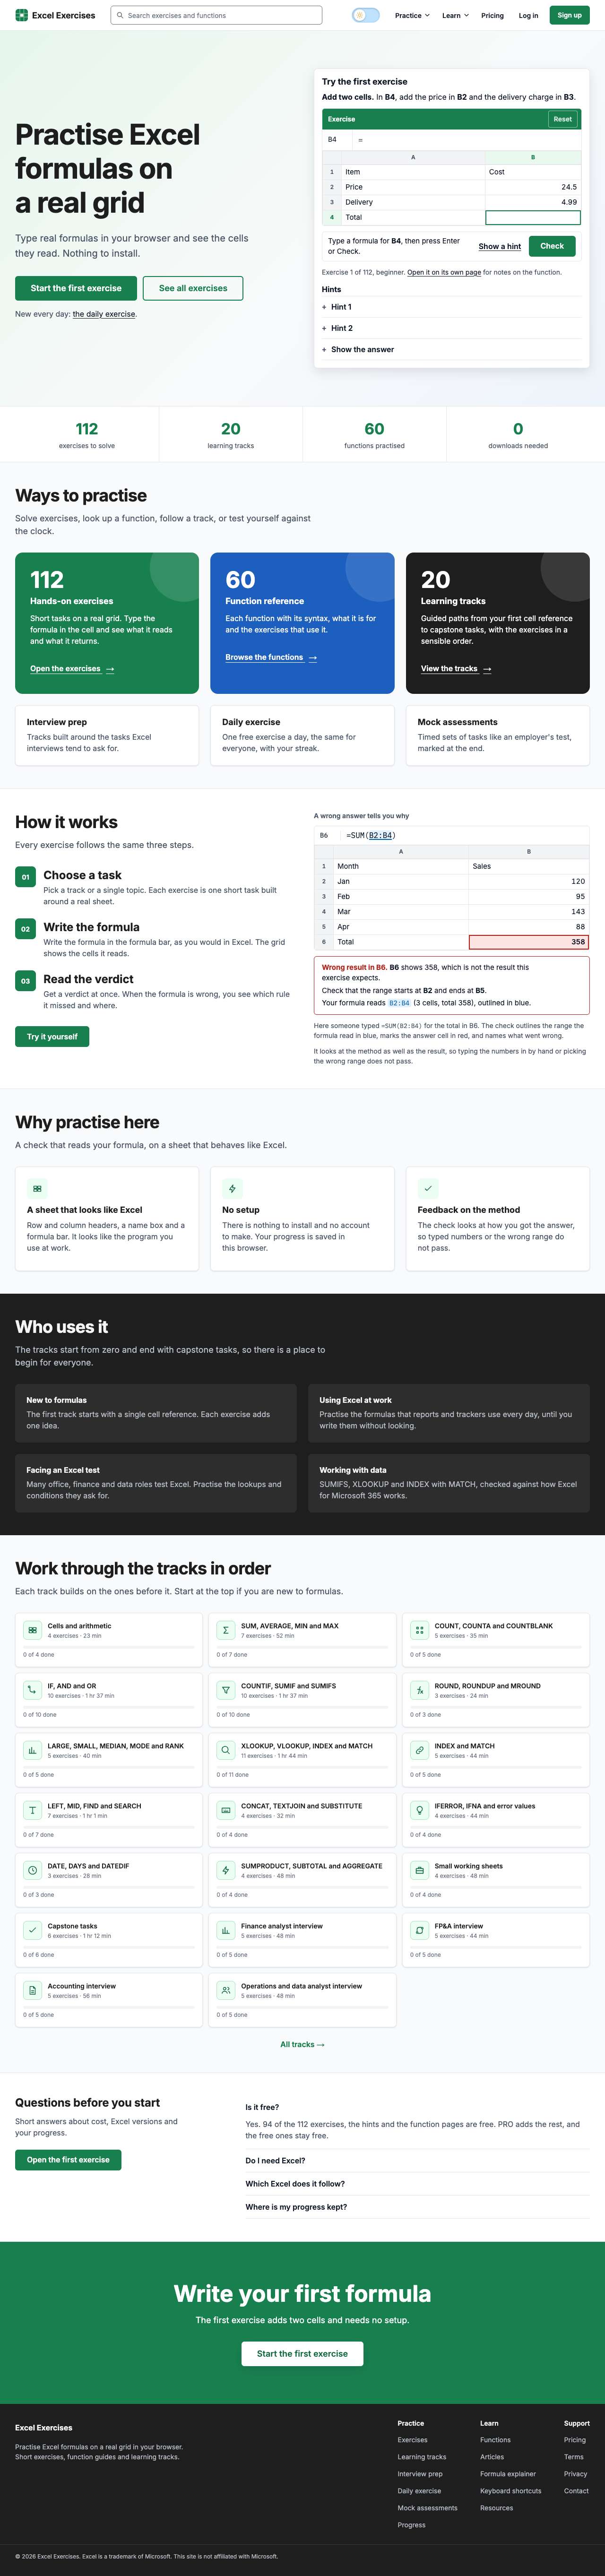 Excel Exercises
Search exercises and functions
Practice
Learn
Pricing
Log in
Sign up
Practise Excel
formulas on
a real grid
Type real formulas in your browser and see the cells
they read. Nothing to install.
Start the first exercise
See all exercises
New every day: the daily exercise.
Try the first exercise
Add two cells. In B4, add the price in B2 and the delivery charge in B3.
Exercise
Reset
B4 =
A B
1 Item Cost
2 Price 24.5
3 Delivery 4.99
4 Total
Type a formula for B4, then press Enter
or Check.
Show a hint
Check
Exercise 1 of 112, beginner. Open it on its own page for notes on the function.
Hints
+ Hint 1
+ Hint 2
+ Show the answer
112
exercises to solve
20
learning tracks
60
functions practised
0
downloads needed
Ways to practise
Solve exercises, look up a function, follow a track, or test yourself against
the clock.
112
Hands-on exercises
Short tasks on a real grid. Type the
formula in the cell and see what it reads
and what it returns.
Open the exercises →
60
Function reference
Each function with its syntax, what it is for
and the exercises that use it.
Browse the functions →
20
Learning tracks
Guided paths from your first cell reference
to capstone tasks, with the exercises in a
sensible order.
View the tracks →
Interview prep
Tracks built around the tasks Excel
interviews tend to ask for.
Daily exercise
One free exercise a day, the same for
everyone, with your streak.
Mock assessments
Timed sets of tasks like an employer's test,
marked at the end.
How it works
Every exercise follows the same three steps.
01
Choose a task
Pick a track or a single topic. Each exercise is one short task built
around a real sheet.
02
Write the formula
Write the formula in the formula bar, as you would in Excel. The grid
shows the cells it reads.
03
Read the verdict
Get a verdict at once. When the formula is wrong, you see which rule
it missed and where.
Try it yourself
A wrong answer tells you why
B6 =SUM(B2:B4)
A B
1 Month Sales
2 Jan 120
3 Feb 95
4 Mar 143
5 Apr 88
6 Total 358
Wrong result in B6. B6 shows 358, which is not the result this
exercise expects.
Check that the range starts at B2 and ends at B5.
Your formula reads B2:B4 (3 cells, total 358), outlined in blue.
Here someone typed =SUM(B2:B4) for the total in B6. The check outlines the range the
formula read in blue, marks the answer cell in red, and names what went wrong.
It looks at the method as well as the result, so typing the numbers in by hand or picking
the wrong range does not pass.
Why practise here
A check that reads your formula, on a sheet that behaves like Excel.
A sheet that looks like Excel
Row and column headers, a name box and a
formula bar. It looks like the program you
use at work.
No setup
There is nothing to install and no account
to make. Your progress is saved in
this browser.
Feedback on the method
The check looks at how you got the answer,
so typed numbers or the wrong range do
not pass.
Who uses it
The tracks start from zero and end with capstone tasks, so there is a place to
begin for everyone.
New to formulas
The first track starts with a single cell reference. Each exercise adds
one idea.
Using Excel at work
Practise the formulas that reports and trackers use every day, until you
write them without looking.
Facing an Excel test
Many office, finance and data roles test Excel. Practise the lookups and
conditions they ask for.
Working with data
SUMIFS, XLOOKUP and INDEX with MATCH, checked against how Excel
for Microsoft 365 works.
Work through the tracks in order
Each track builds on the ones before it. Start at the top if you are new to formulas.
Cells and arithmetic
4 exercises · 23 min
0 of 4 done
SUM, AVERAGE, MIN and MAX
7 exercises · 52 min
0 of 7 done
COUNT, COUNTA and COUNTBLANK
5 exercises · 35 min
0 of 5 done
IF, AND and OR
10 exercises · 1 hr 37 min
0 of 10 done
COUNTIF, SUMIF and SUMIFS
10 exercises · 1 hr 37 min
0 of 10 done
ROUND, ROUNDUP and MROUND
3 exercises · 24 min
0 of 3 done
LARGE, SMALL, MEDIAN, MODE and RANK
5 exercises · 40 min
0 of 5 done
XLOOKUP, VLOOKUP, INDEX and MATCH
11 exercises · 1 hr 44 min
0 of 11 done
INDEX and MATCH
5 exercises · 44 min
0 of 5 done
LEFT, MID, FIND and SEARCH
7 exercises · 1 hr 1 min
0 of 7 done
CONCAT, TEXTJOIN and SUBSTITUTE
4 exercises · 32 min
0 of 4 done
IFERROR, IFNA and error values
4 exercises · 44 min
0 of 4 done
DATE, DAYS and DATEDIF
3 exercises · 28 min
0 of 3 done
SUMPRODUCT, SUBTOTAL and AGGREGATE
4 exercises · 48 min
0 of 4 done
Small working sheets
4 exercises · 48 min
0 of 4 done
Capstone tasks
6 exercises · 1 hr 12 min
0 of 6 done
Finance analyst interview
5 exercises · 48 min
0 of 5 done
FP&A interview
5 exercises · 44 min
0 of 5 done
Accounting interview
5 exercises · 56 min
0 of 5 done
Operations and data analyst interview
5 exercises · 48 min
0 of 5 done
All tracks →
Questions before you start
Short answers about cost, Excel versions and
your progress.
Open the first exercise
Is it free?
Yes. 94 of the 112 exercises, the hints and the function pages are free. PRO adds the rest, and
the free ones stay free.
Do I need Excel?
Which Excel does it follow?
Where is my progress kept?
Write your first formula
The first exercise adds two cells and needs no setup.
Start the first exercise
Excel Exercises
Practise Excel formulas on a real grid in your browser.
Short exercises, function guides and learning tracks.
Practice
Exercises
Learning tracks
Interview prep
Daily exercise
Mock assessments
Progress
Learn
Functions
Articles
Formula explainer
Keyboard shortcuts
Resources
Support
Pricing
Terms
Privacy
Contact
© 2026 Excel Exercises. Excel is a trademark of Microsoft. This site is not affiliated with Microsoft.